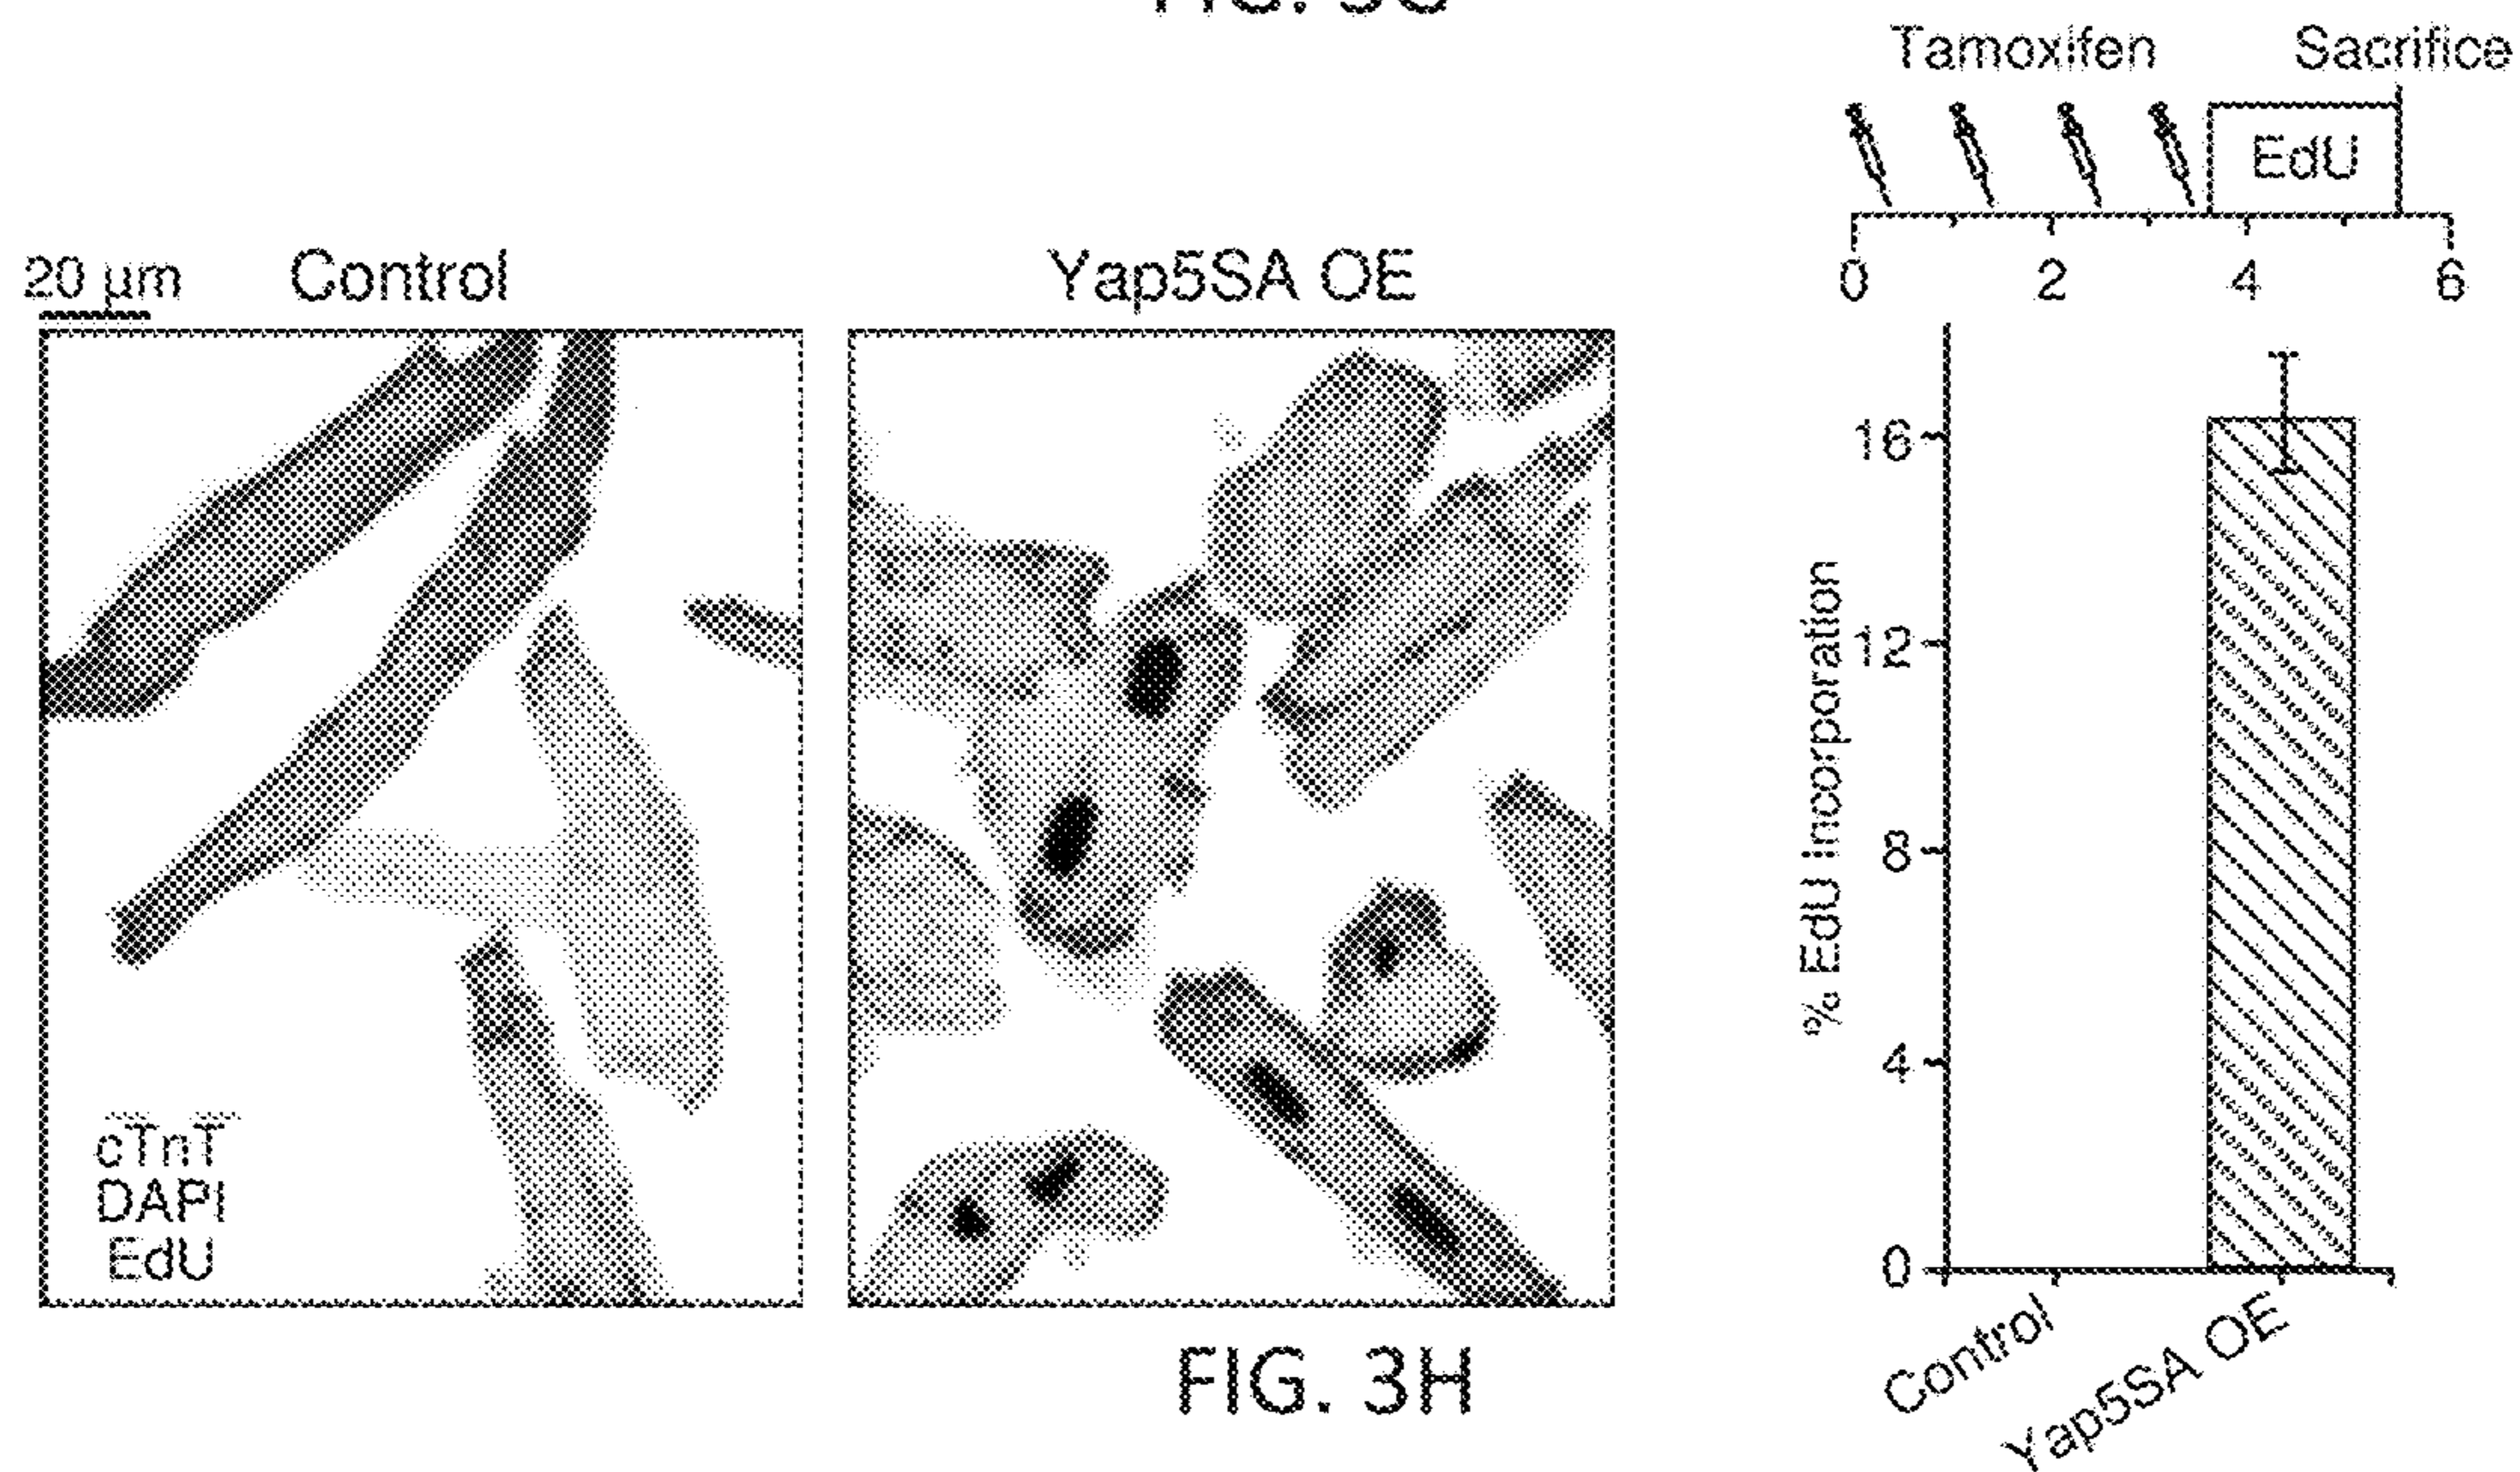 Tamoxifen Sacrifice
EdU
0 2 4 6
20 µm Control Yap5SA OE
cTnT
DAPI
EdU
% EdU Incorporation
16
12
8
4
0
Control
Yap5SA OE
FIG. 3H